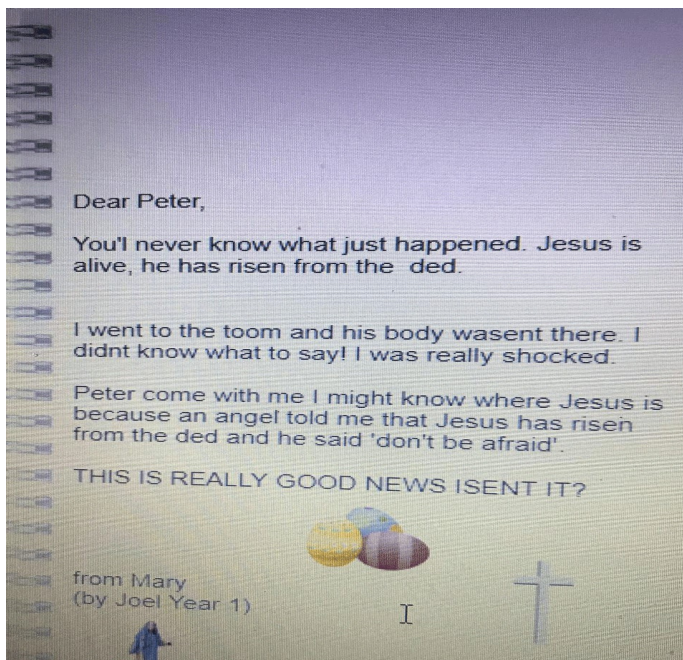 Dear Peter,
You'l never know what just happened. Jesus is
alive, he has risen from the ded.
I went to the toom and his body wasent there. I
didnt know what to say! I was really shocked.
Peter come with me I might know where Jesus is
because an angel told me that Jesus has risen
from the ded and he said 'don't be afraid'.
THIS IS REALLY GOOD NEWS ISENT IT?
from Mary
(by Joel Year 1)